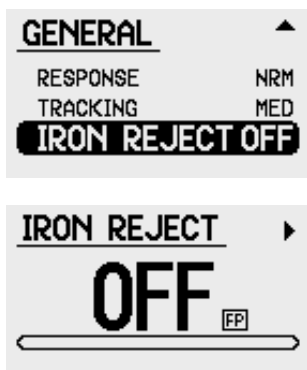 GENERAL
RESPONSE NRM
TRACKING MED
IRON REJECT OFF
IRON REJECT
OFF FP